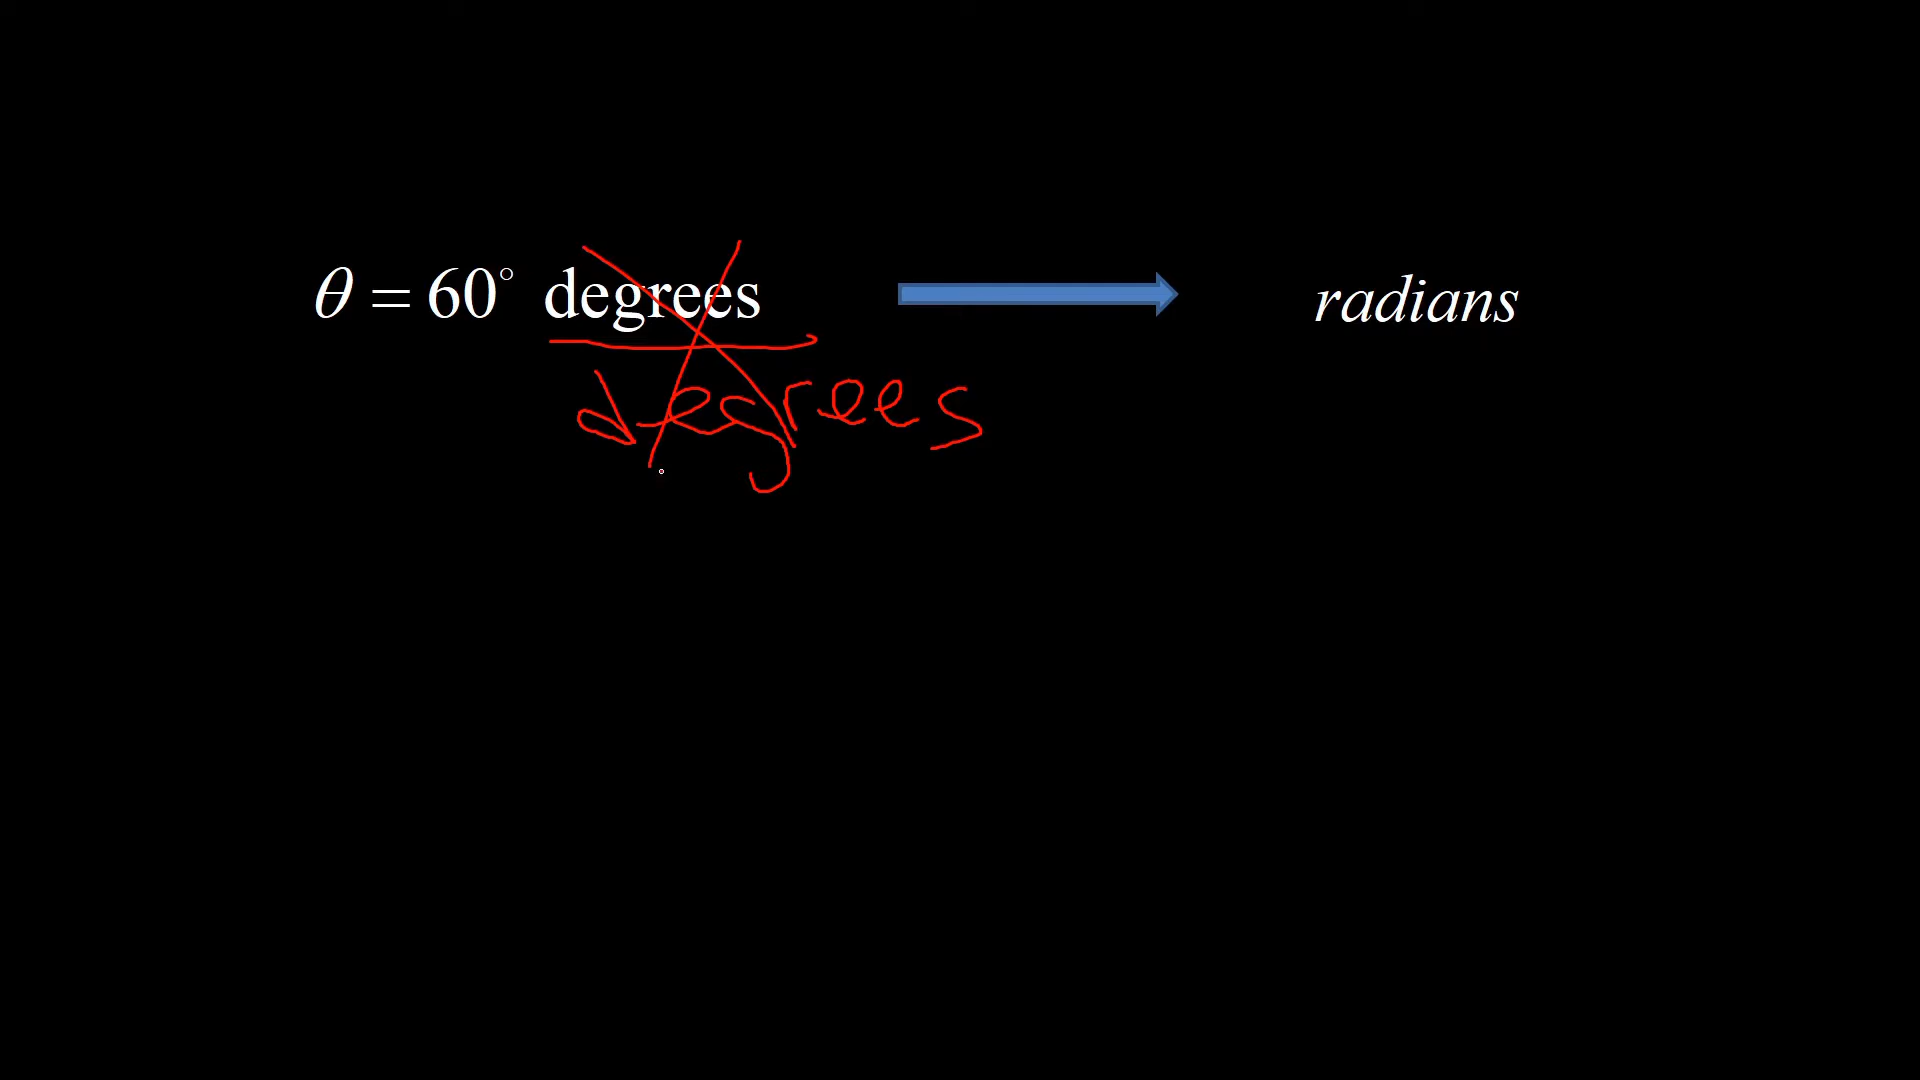 θ = 60° degrees radians
degrees